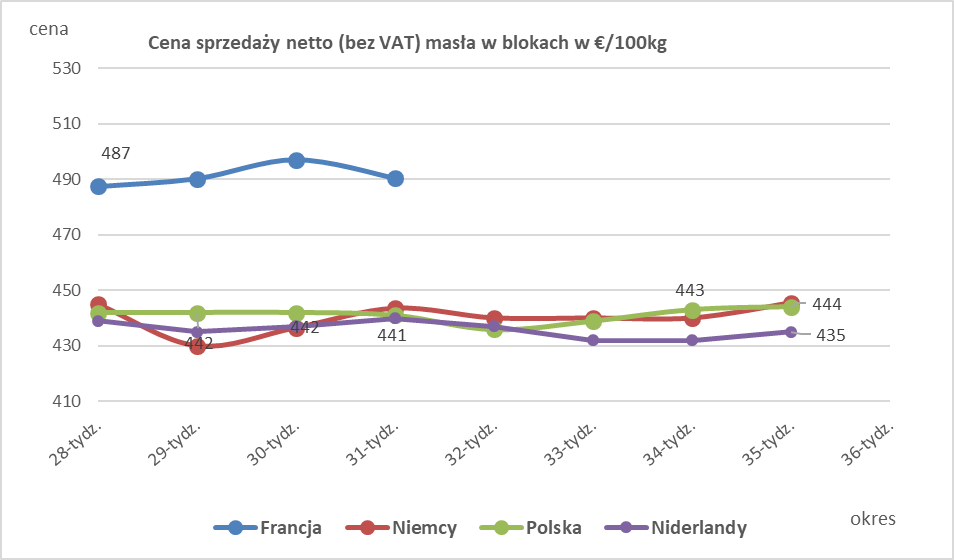 cena
Cena sprzedaży netto (bez VAT) masła w blokach w €/100kg
530
510
490
470
450
430
410
487
442
442
441
443
444
435
28-tydz.
29-tydz.
30-tydz.
31-tydz.
32-tydz.
33-tydz.
34-tydz.
35-tydz.
36-tydz.
okres
Francja Niemcy Polska Niderlandy